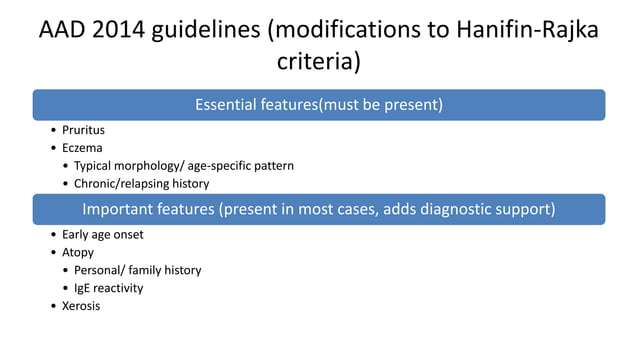 AAD 2014 guidelines (modifications to Hanifin-Rajka
criteria)
Essential features(must be present)
• Pruritus
• Eczema
• Typical morphology/ age-specific pattern
• Chronic/relapsing history
Important features (present in most cases, adds diagnostic support)
• Early age onset
• Atopy
• Personal/ family history
• IgE reactivity
• Xerosis